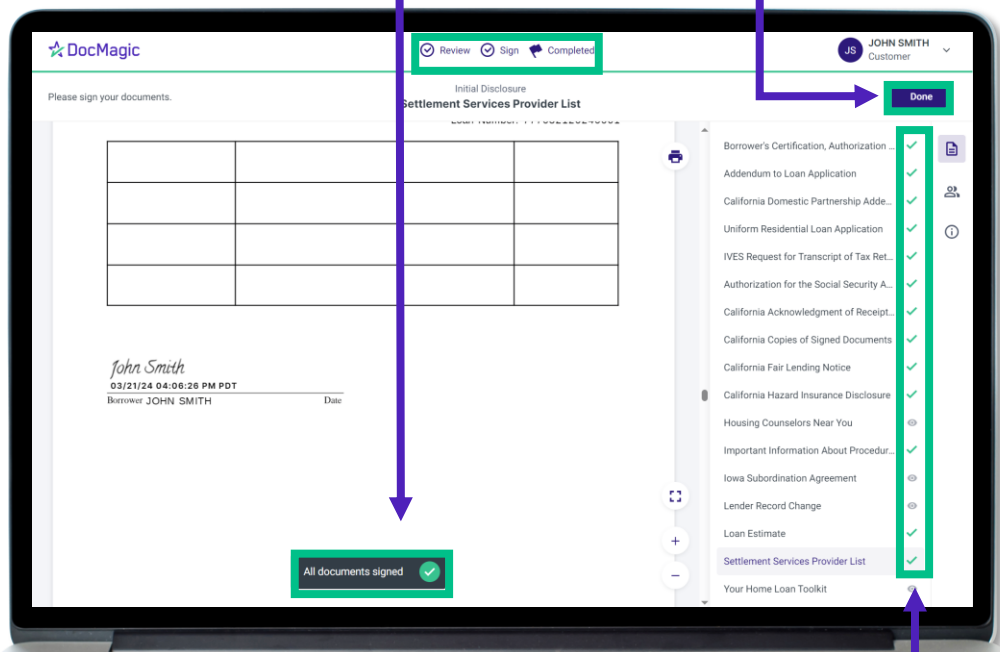 DocMagic
Review Sign Completed
JS
JOHN SMITH
Customer
Please sign your documents.
Initial Disclosure
Settlement Services Provider List
Done
Borrower's Certification, Authorization ...
Addendum to Loan Application
California Domestic Partnership Adde...
Uniform Residential Loan Application
IVES Request for Transcript of Tax Ret...
Authorization for the Social Security A...
California Acknowledgment of Receipt...
California Copies of Signed Documents
California Fair Lending Notice
California Hazard Insurance Disclosure
Housing Counselors Near You
Important Information About Procedur...
Iowa Subordination Agreement
Lender Record Change
Loan Estimate
Settlement Services Provider List
Your Home Loan Toolkit
John Smith
03/21/24 04:06:26 PM PDT
Borrower JOHN SMITH Date
All documents signed